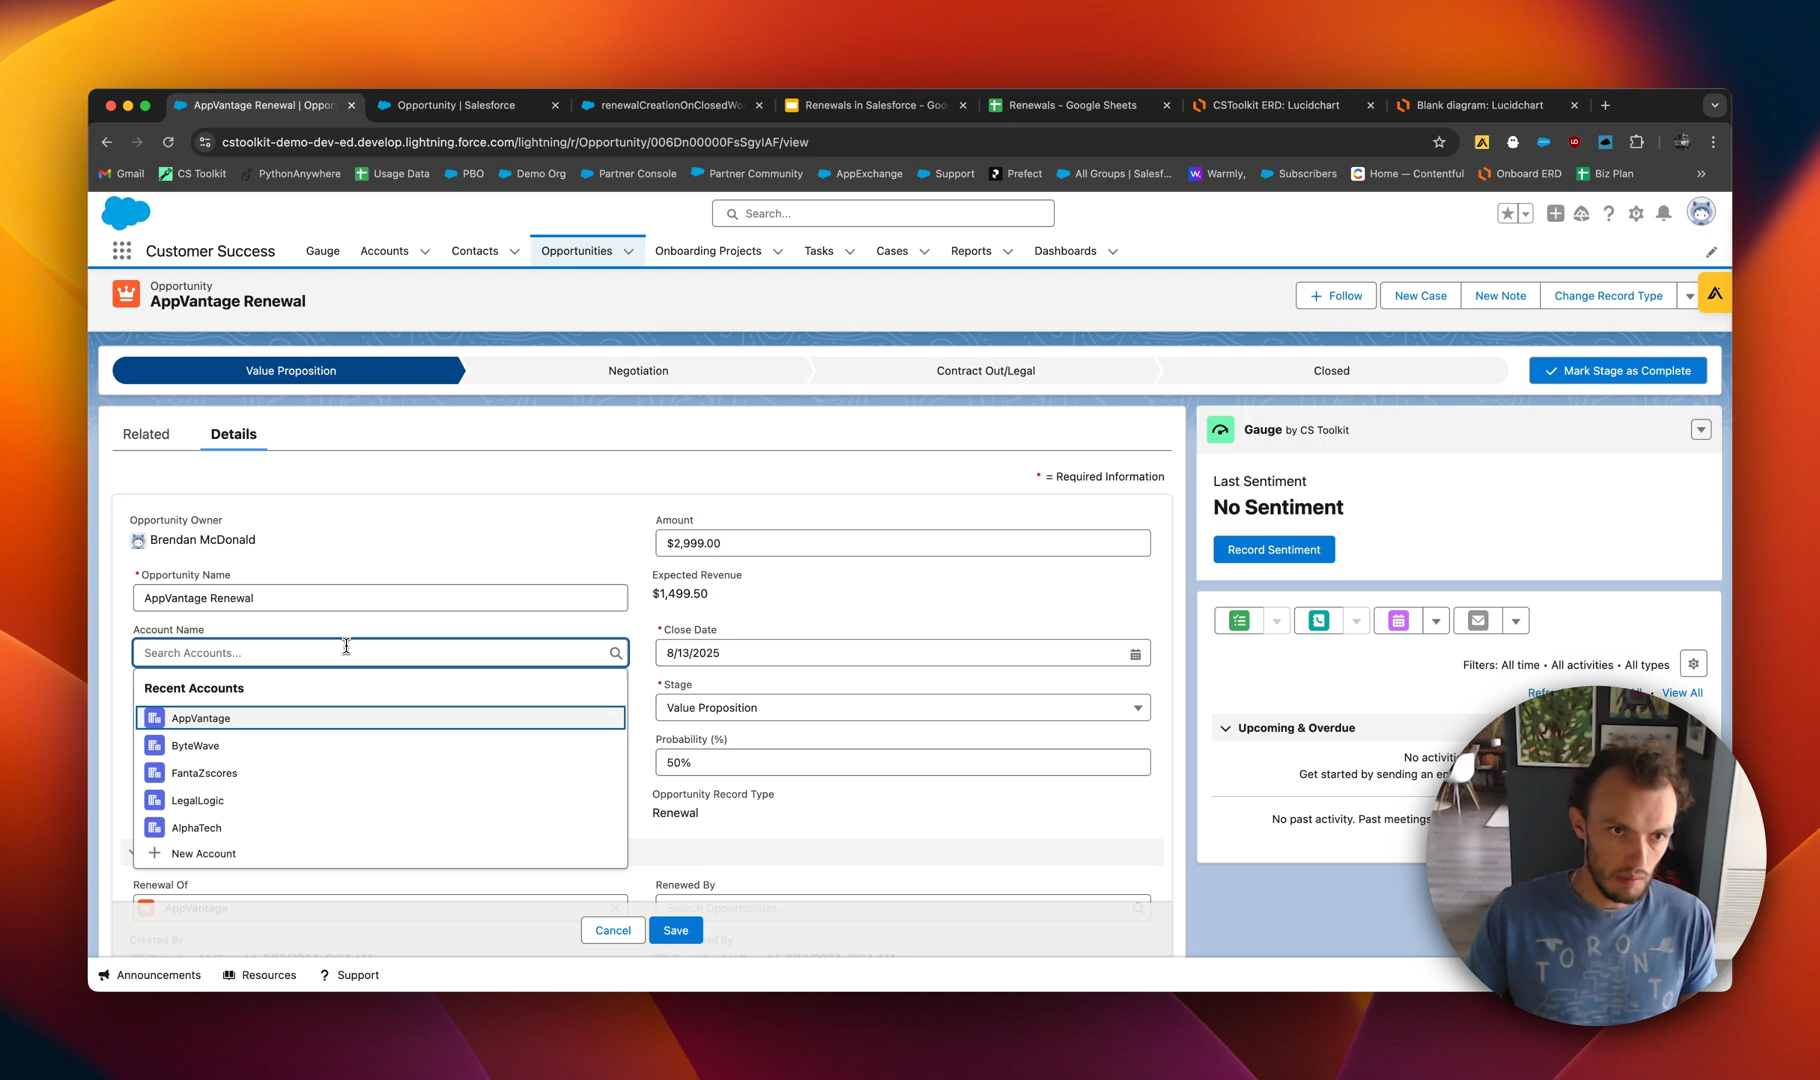 AppVantage Renewal | Oppor
Opportunity | Salesforce
renewalCreationOnClosedWo
Renewals in Salesforce - Goo
Renewals - Google Sheets
CSToolkit ERD: Lucidchart
Blank diagram: Lucidchart
cstoolkit-demo-dev-ed.develop.lightning.force.com/lightning/r/Opportunity/006Dn00000FsSgyIAF/view
Gmail
CS Toolkit
PythonAnywhere
Usage Data
PBO
Demo Org
Partner Console
Partner Community
AppExchange
Support
Prefect
All Groups | Salesf...
Warmly,
Subscribers
Home — Contentful
Onboard ERD
Biz Plan
Search...
Customer Success
Gauge
Accounts
Contacts
Opportunities
Onboarding Projects
Tasks
Cases
Reports
Dashboards
Opportunity
AppVantage Renewal
+ Follow
New Case
New Note
Change Record Type
Value Proposition
Negotiation
Contract Out/Legal
Closed
Mark Stage as Complete
Related
Details
* = Required Information
Opportunity Owner
Brendan McDonald
*Opportunity Name
AppVantage Renewal
Account Name
Search Accounts...
Recent Accounts
AppVantage
ByteWave
FantaZscores
LegalLogic
AlphaTech
+ New Account
Amount
$2,999.00
Expected Revenue
$1,499.50
*Close Date
8/13/2025
*Stage
Value Proposition
Probability (%)
50%
Opportunity Record Type
Renewal
Renewal Of
AppVantage
Renewed By
Search Opportunities...
Created By
Cancel
Save
Gauge by CS Toolkit
Last Sentiment
No Sentiment
Record Sentiment
Filters: All time • All activities • All types
View All
Upcoming & Overdue
No activiti
Get started by sending an e
No past activity. Past meetings
Announcements
Resources
? Support
TORONTO